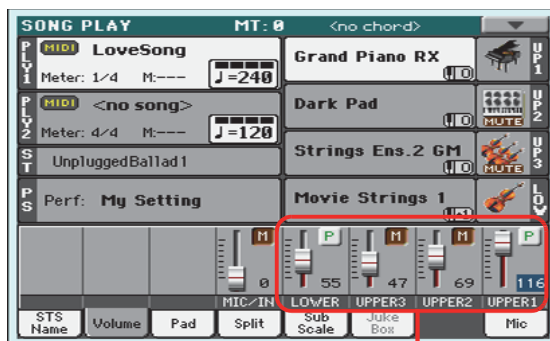 SONG PLAY MT:0 <no chord>
PLY1 MIDI LoveSong
Meter: 1/4 M:--- ♩=240
Grand Piano RX 0 UP1
PLY2 MIDI <no song>
Meter: 4/4 M:--- ♩=120
Dark Pad 0 MUTE UP2
ST UnpluggedBallad1
Strings Ens.2 GM 0 MUTE UP3
PS Perf: My Setting
Movie Strings 1 LOW
M P M M P
0 55 47 69 116
MIC/IN LOWER UPPER3 UPPER2 UPPER1
STS Name Volume Pad Split Sub Scale Juke Box Mic